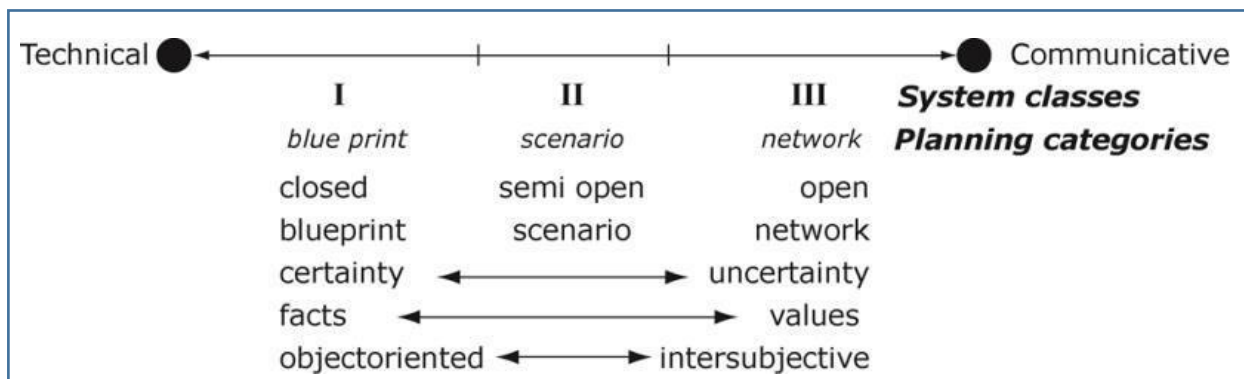 Technical Communicative
I II III System classes
blue print scenario network Planning categories
closed semi open open
blueprint scenario network
certainty uncertainty
facts values
objectoriented intersubjective